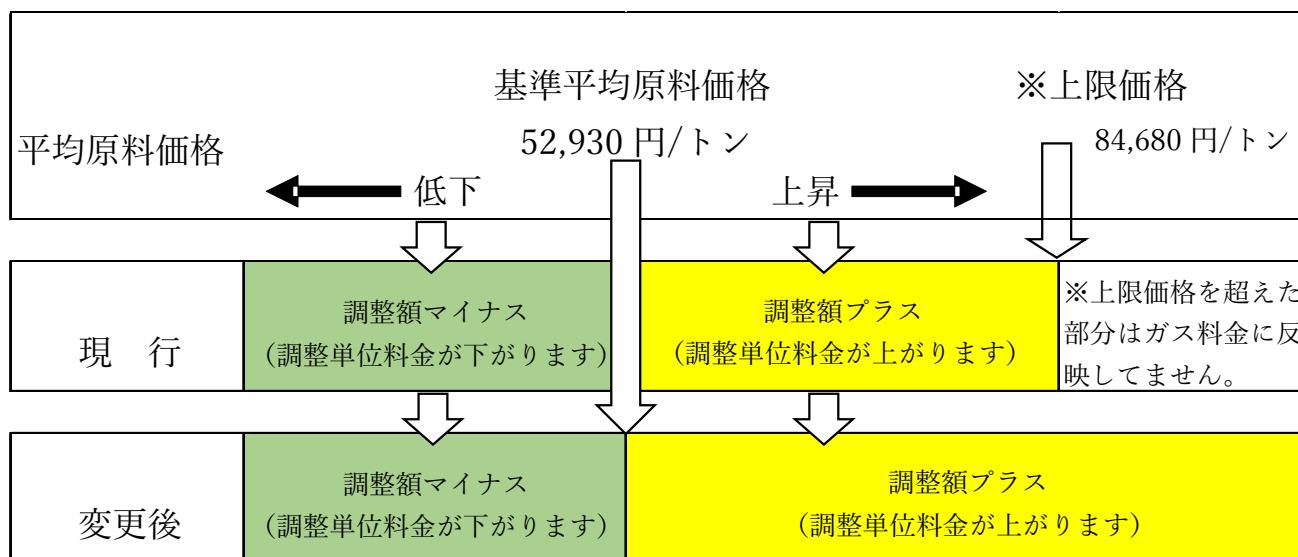 基準平均原料価格
※上限価格
平均原料価格
52,930 円/トン
84,680 円/トン
低下
上昇
現　行
調整額マイナス
（調整単位料金が下がります）
調整額プラス
（調整単位料金が上がります）
※上限価格を超えた
部分はガス料金に反
映してません。
変更後
調整額マイナス
（調整単位料金が下がります）
調整額プラス
（調整単位料金が上がります）